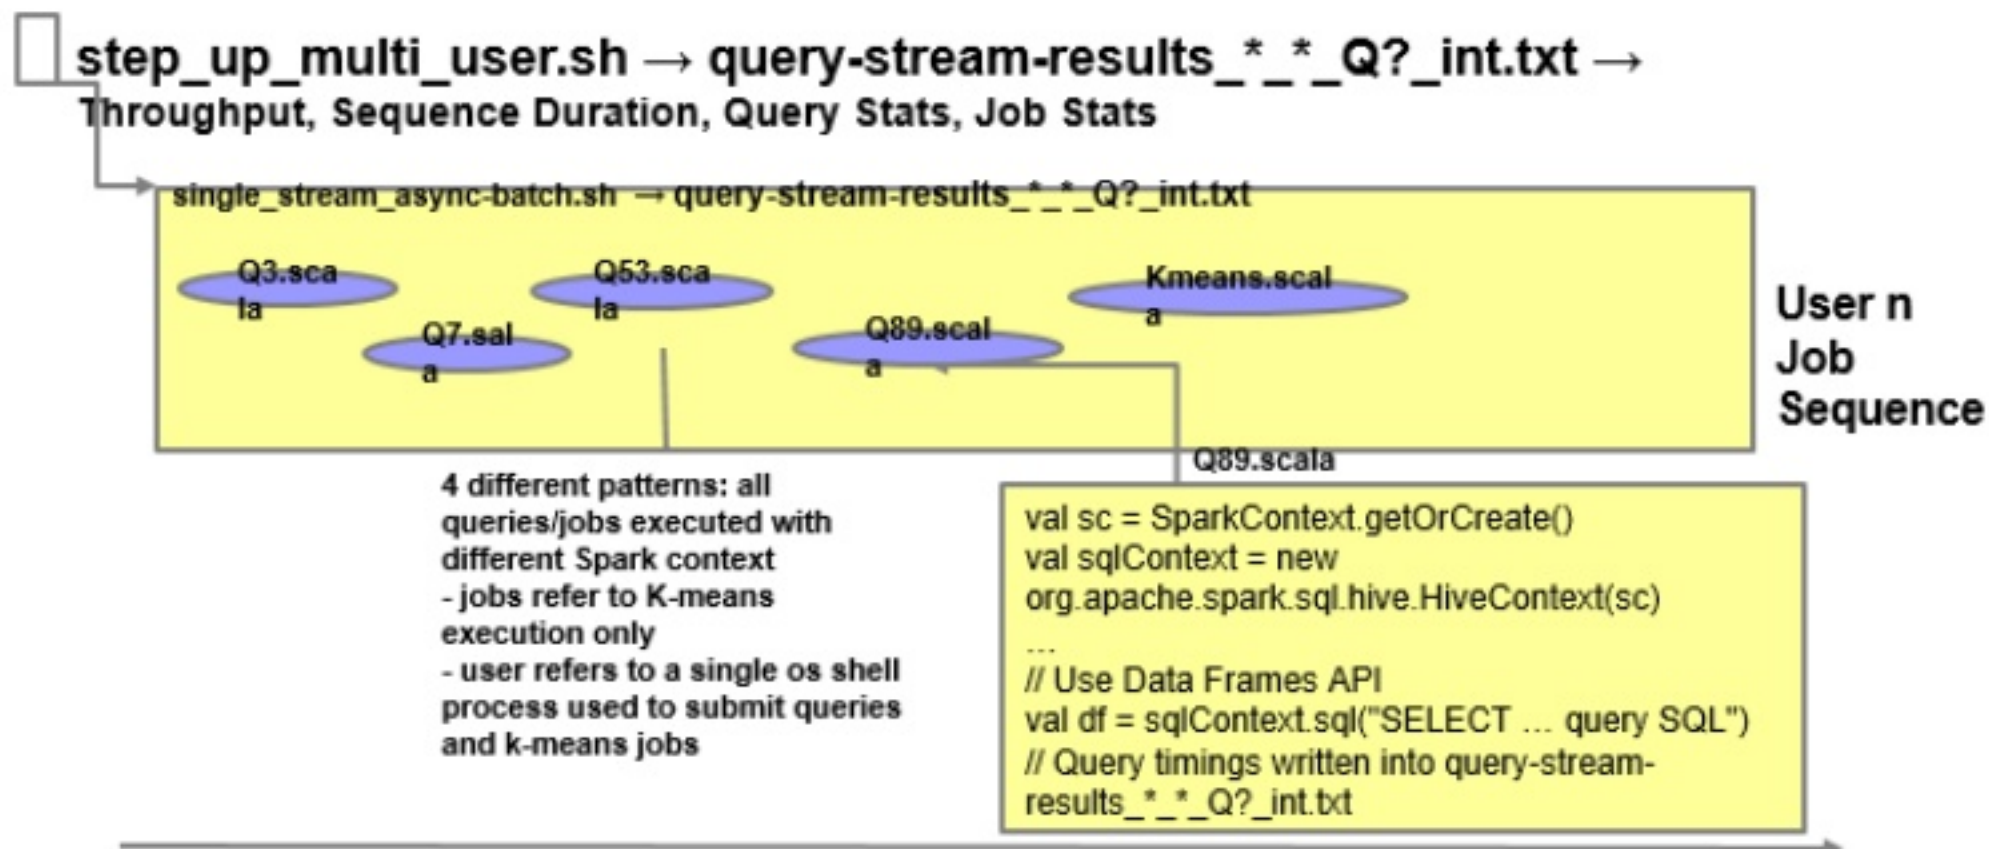 step_up_multi_user.sh → query-stream-results_*_*_Q?_int.txt →
Throughput, Sequence Duration, Query Stats, Job Stats
single_stream_async-batch.sh → query-stream-results_*_*_Q?_int.txt
Q3.sca
la
Q7.sal
a
Q53.sca
la
Q89.scal
a
Kmeans.scal
a
User n
Job
Sequence
4 different patterns: all
queries/jobs executed with
different Spark context
- jobs refer to K-means
execution only
- user refers to a single os shell
process used to submit queries
and k-means jobs
Q89.scala
val sc = SparkContext.getOrCreate()
val sqlContext = new
org.apache.spark.sql.hive.HiveContext(sc)
...
// Use Data Frames API
val df = sqlContext.sql("SELECT ... query SQL")
// Query timings written into query-stream-
results_*_*_Q?_int.txt